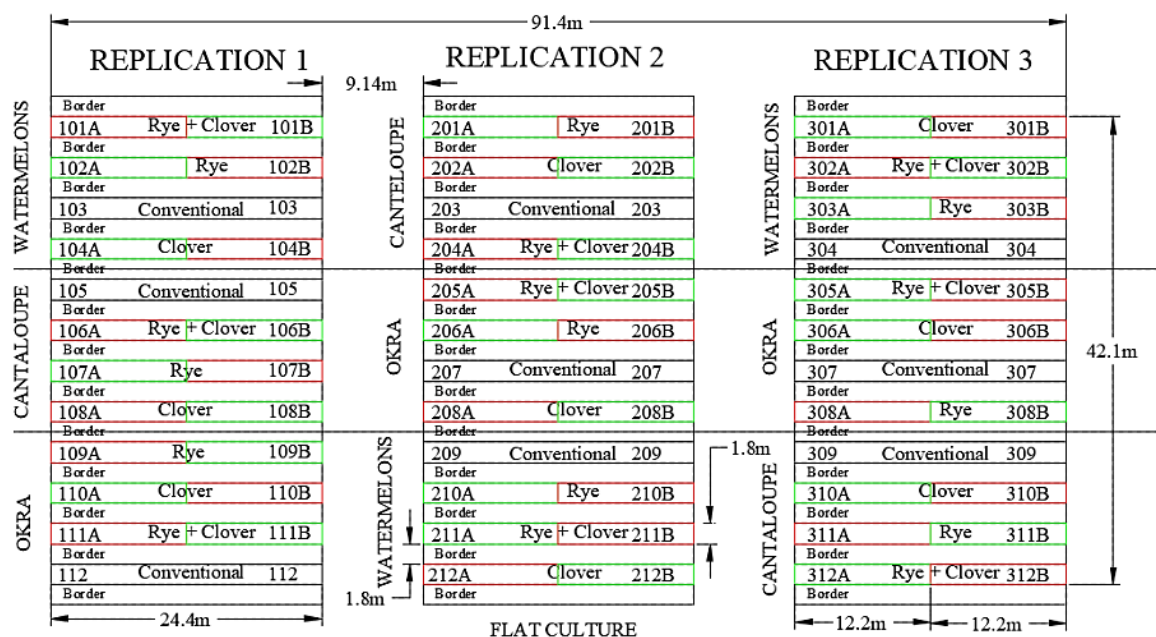 91.4m
REPLICATION 1
REPLICATION 2
REPLICATION 3
9.14m
WATERMELONS
Border
101A Rye + Clover 101B
Border
102A Rye 102B
Border
103 Conventional 103
Border
104A Clover 104B
Border
CANTALOUPE
105 Conventional 105
Border
106A Rye + Clover 106B
Border
107A Rye 107B
Border
108A Clover 108B
Border
OKRA
109A Rye 109B
Border
110A Clover 110B
Border
111A Rye + Clover 111B
Border
112 Conventional 112
Border
24.4m
CANTELOUPE
Border
201A Rye 201B
Border
202A Clover 202B
Border
203 Conventional 203
Border
204A Rye + Clover 204B
Border
OKRA
205A Rye + Clover 205B
Border
206A Rye 206B
Border
207 Conventional 207
Border
208A Clover 208B
Border
WATERMELONS
209 Conventional 209
Border
210A Rye 210B
Border
211A Rye + Clover 211B
Border
212A Clover 212B
Border
1.8m
1.8m
FLAT CULTURE
WATERMELONS
Border
301A Clover 301B
Border
302A Rye + Clover 302B
Border
303A Rye 303B
Border
304 Conventional 304
Border
OKRA
305A Rye + Clover 305B
Border
306A Clover 306B
Border
307 Conventional 307
Border
308A Rye 308B
Border
CANTALOUPE
309 Conventional 309
Border
310A Clover 310B
Border
311A Rye 311B
Border
312A Rye + Clover 312B
Border
42.1m
12.2m
12.2m